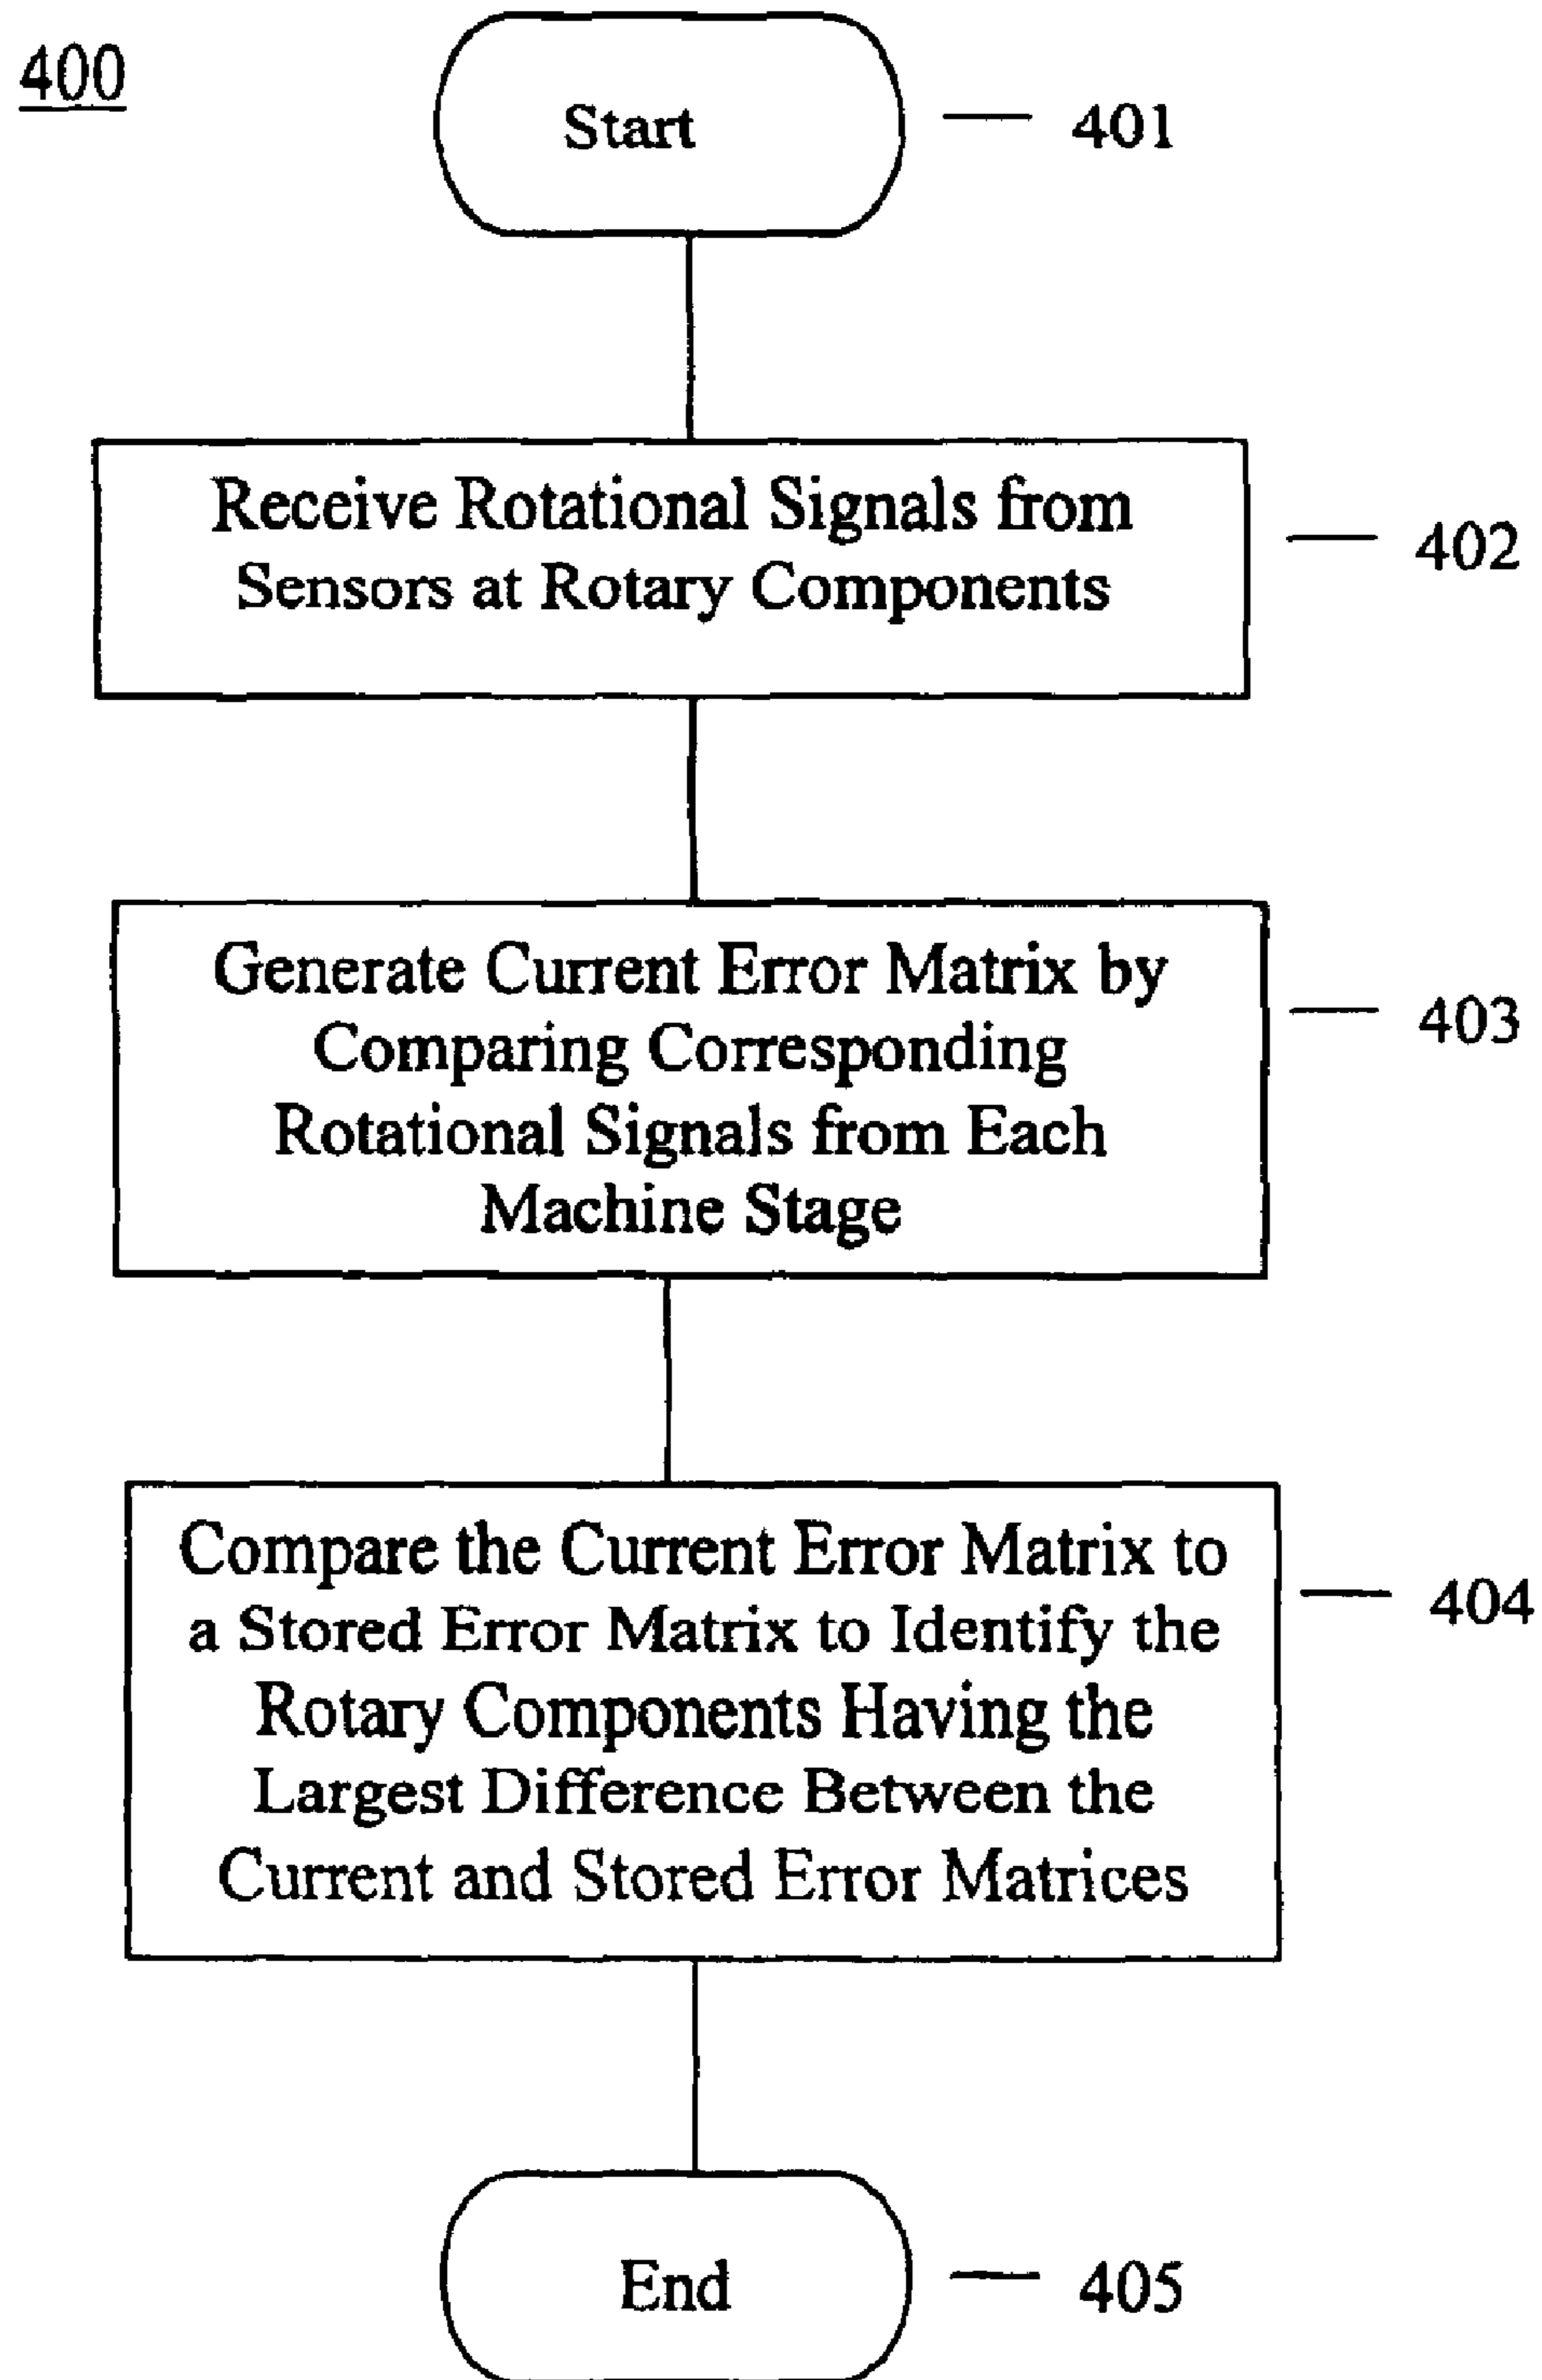 400
Start
401
Receive Rotational Signals from
Sensors at Rotary Components
402
Generate Current Error Matrix by
Comparing Corresponding
Rotational Signals from Each
Machine Stage
403
Compare the Current Error Matrix to
a Stored Error Matrix to Identify the
Rotary Components Having the
Largest Difference Between the
Current and Stored Error Matrices
404
End
405